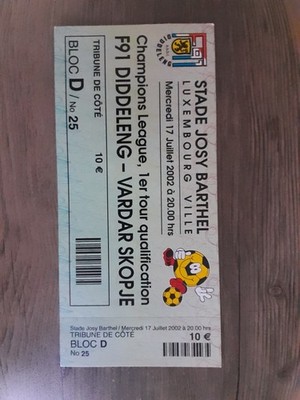 STADE JOSY BARTHEL
LUXEMBOURG VILLE
Mercredi 17 Juillet 2002 à 20.00 hrs
Champions League, 1er tour qualification
F91 DIDDELENG – VARDAR SKOPJE
10 €
TRIBUNE DE CÔTÉ
BLOC D / No 25
Stade Josy Barthel / Mercredi 17 Juillet 2002 à 20.00 hrs
TRIBUNE DE CÔTÉ
BLOC D
No 25
10 €